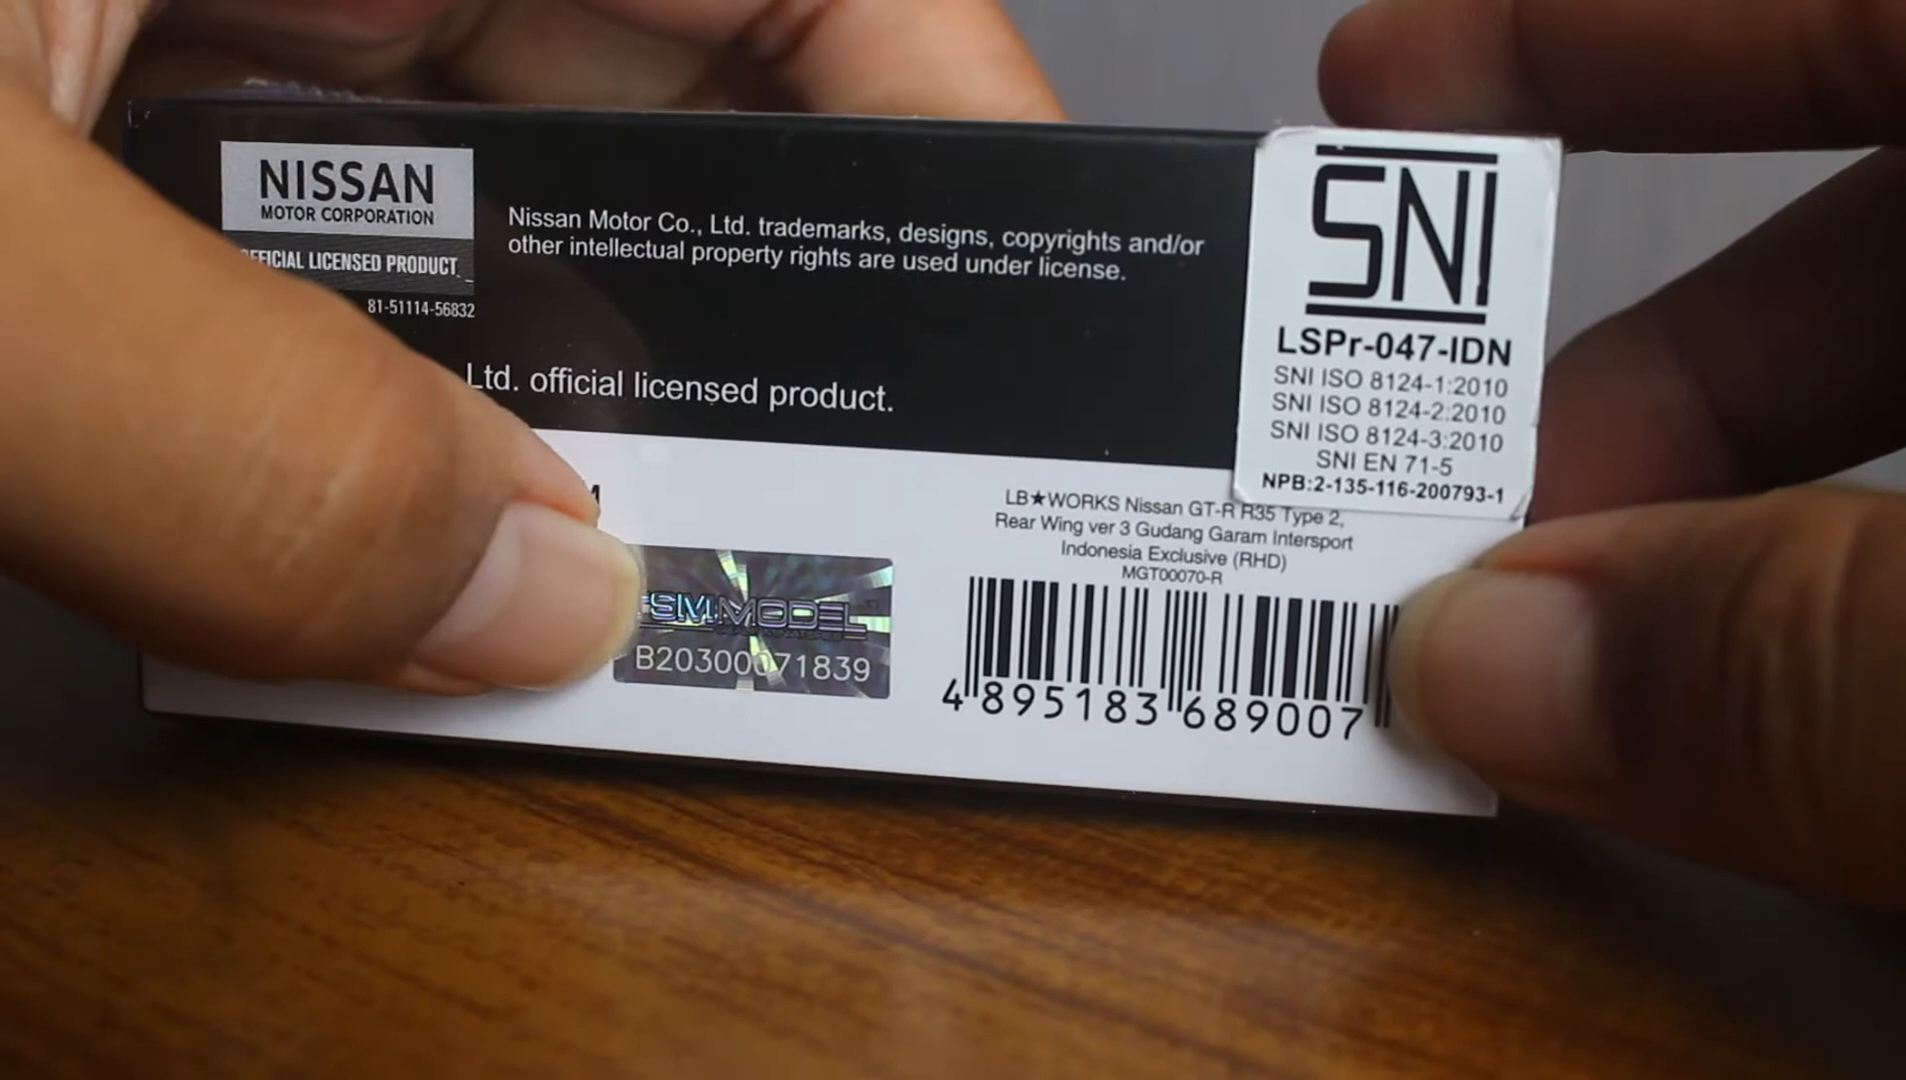 NISSAN
MOTOR CORPORATION
LICENSED PRODUCT
81-51114-56832
Nissan Motor Co., Ltd. trademarks, designs, copyrights and/or
other intellectual property rights are used under license.
Ltd. official licensed product.
SNI
LSPr-047-IDN
SNI ISO 8124-1:2010
SNI ISO 8124-2:2010
SNI ISO 8124-3:2010
SNI EN 71-5
NPB:2-135-116-200793-1
LB★WORKS Nissan GT-R R35 Type 2,
Rear Wing ver 3 Gudang Garam Intersport
Indonesia Exclusive (RHD)
MGT00070-R
4 895183 689007
MODEL
B20300071839